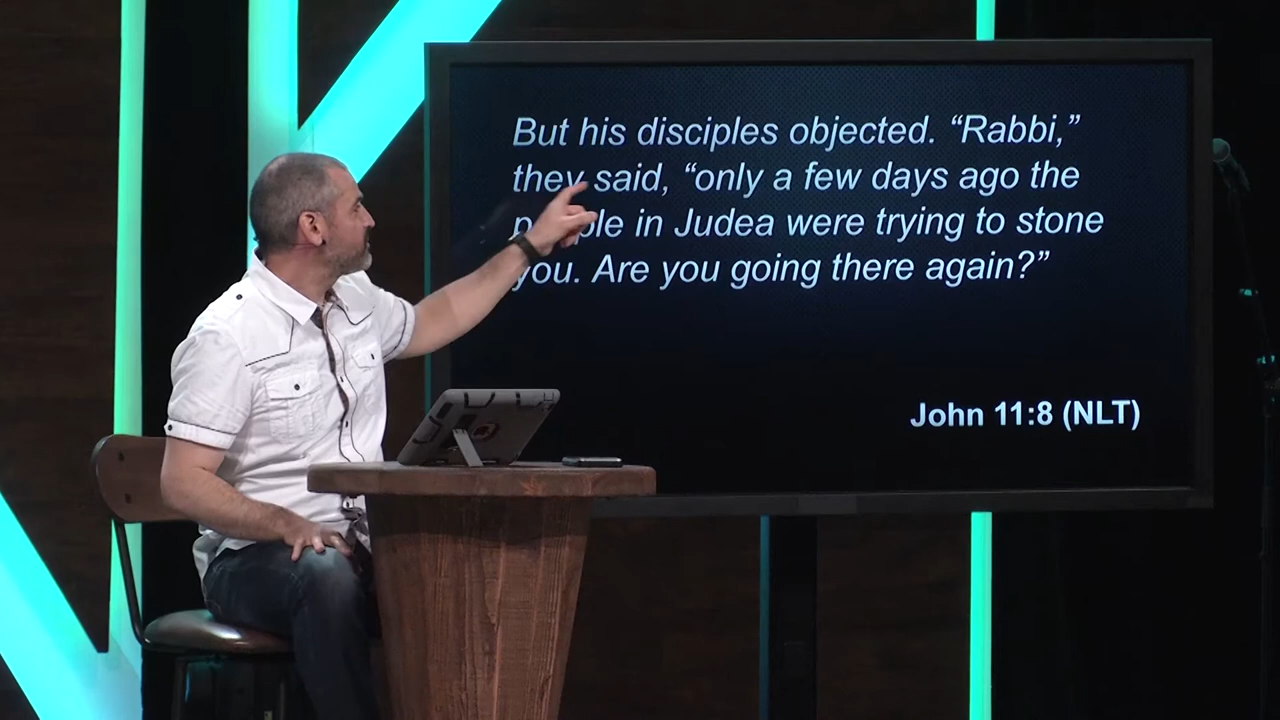 But his disciples objected. “Rabbi,”
they said, “only a few days ago the
people in Judea were trying to stone
you. Are you going there again?”
John 11:8 (NLT)